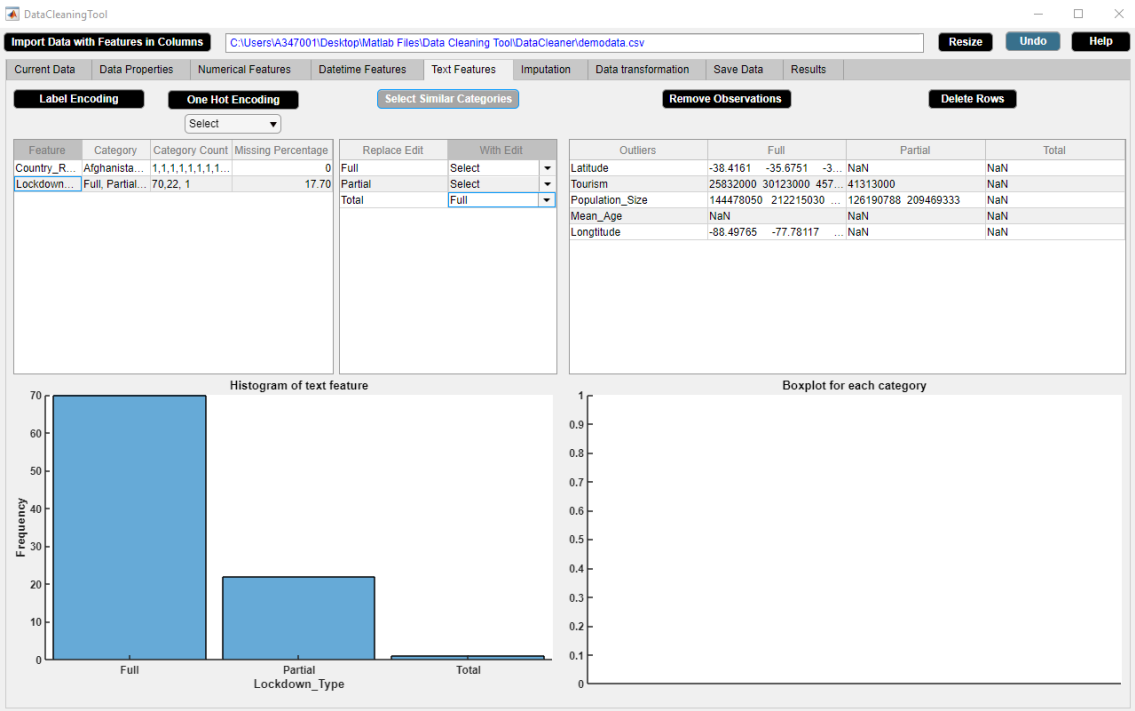 DataCleaningTool
Import Data with Features in Columns C:\Users\A347001\Desktop\Matlab Files\Data Cleaning Tool\DataCleaner\demodata.csv Resize Undo Help
Current Data Data Properties Numerical Features Datetime Features Text Features Imputation Data transformation Save Data Results
Label Encoding One Hot Encoding Select Similar Categories Remove Observations Delete Rows
Select
Feature Category Category Count Missing Percentage
Country_R... Afghanista... 1,1,1,1,1,1,1,... 0
Lockdown... Full, Partial... 70,22, 1 17.70
Replace Edit With Edit
Full Select
Partial Select
Total Full
Outliers Full Partial Total
Latitude -38.4161 -35.6751 -3... NaN NaN
Tourism 25832000 30123000 457... 41313000 NaN
Population_Size 144478050 212215030 ... 126190788 209469333 NaN
Mean_Age NaN NaN NaN
Longtitude -88.49765 -77.78117 ... NaN NaN
Histogram of text feature
70
60
50
40
30
20
10
0
Frequency
Full Partial Total
Lockdown_Type
Boxplot for each category
1
0.9
0.8
0.7
0.6
0.5
0.4
0.3
0.2
0.1
0